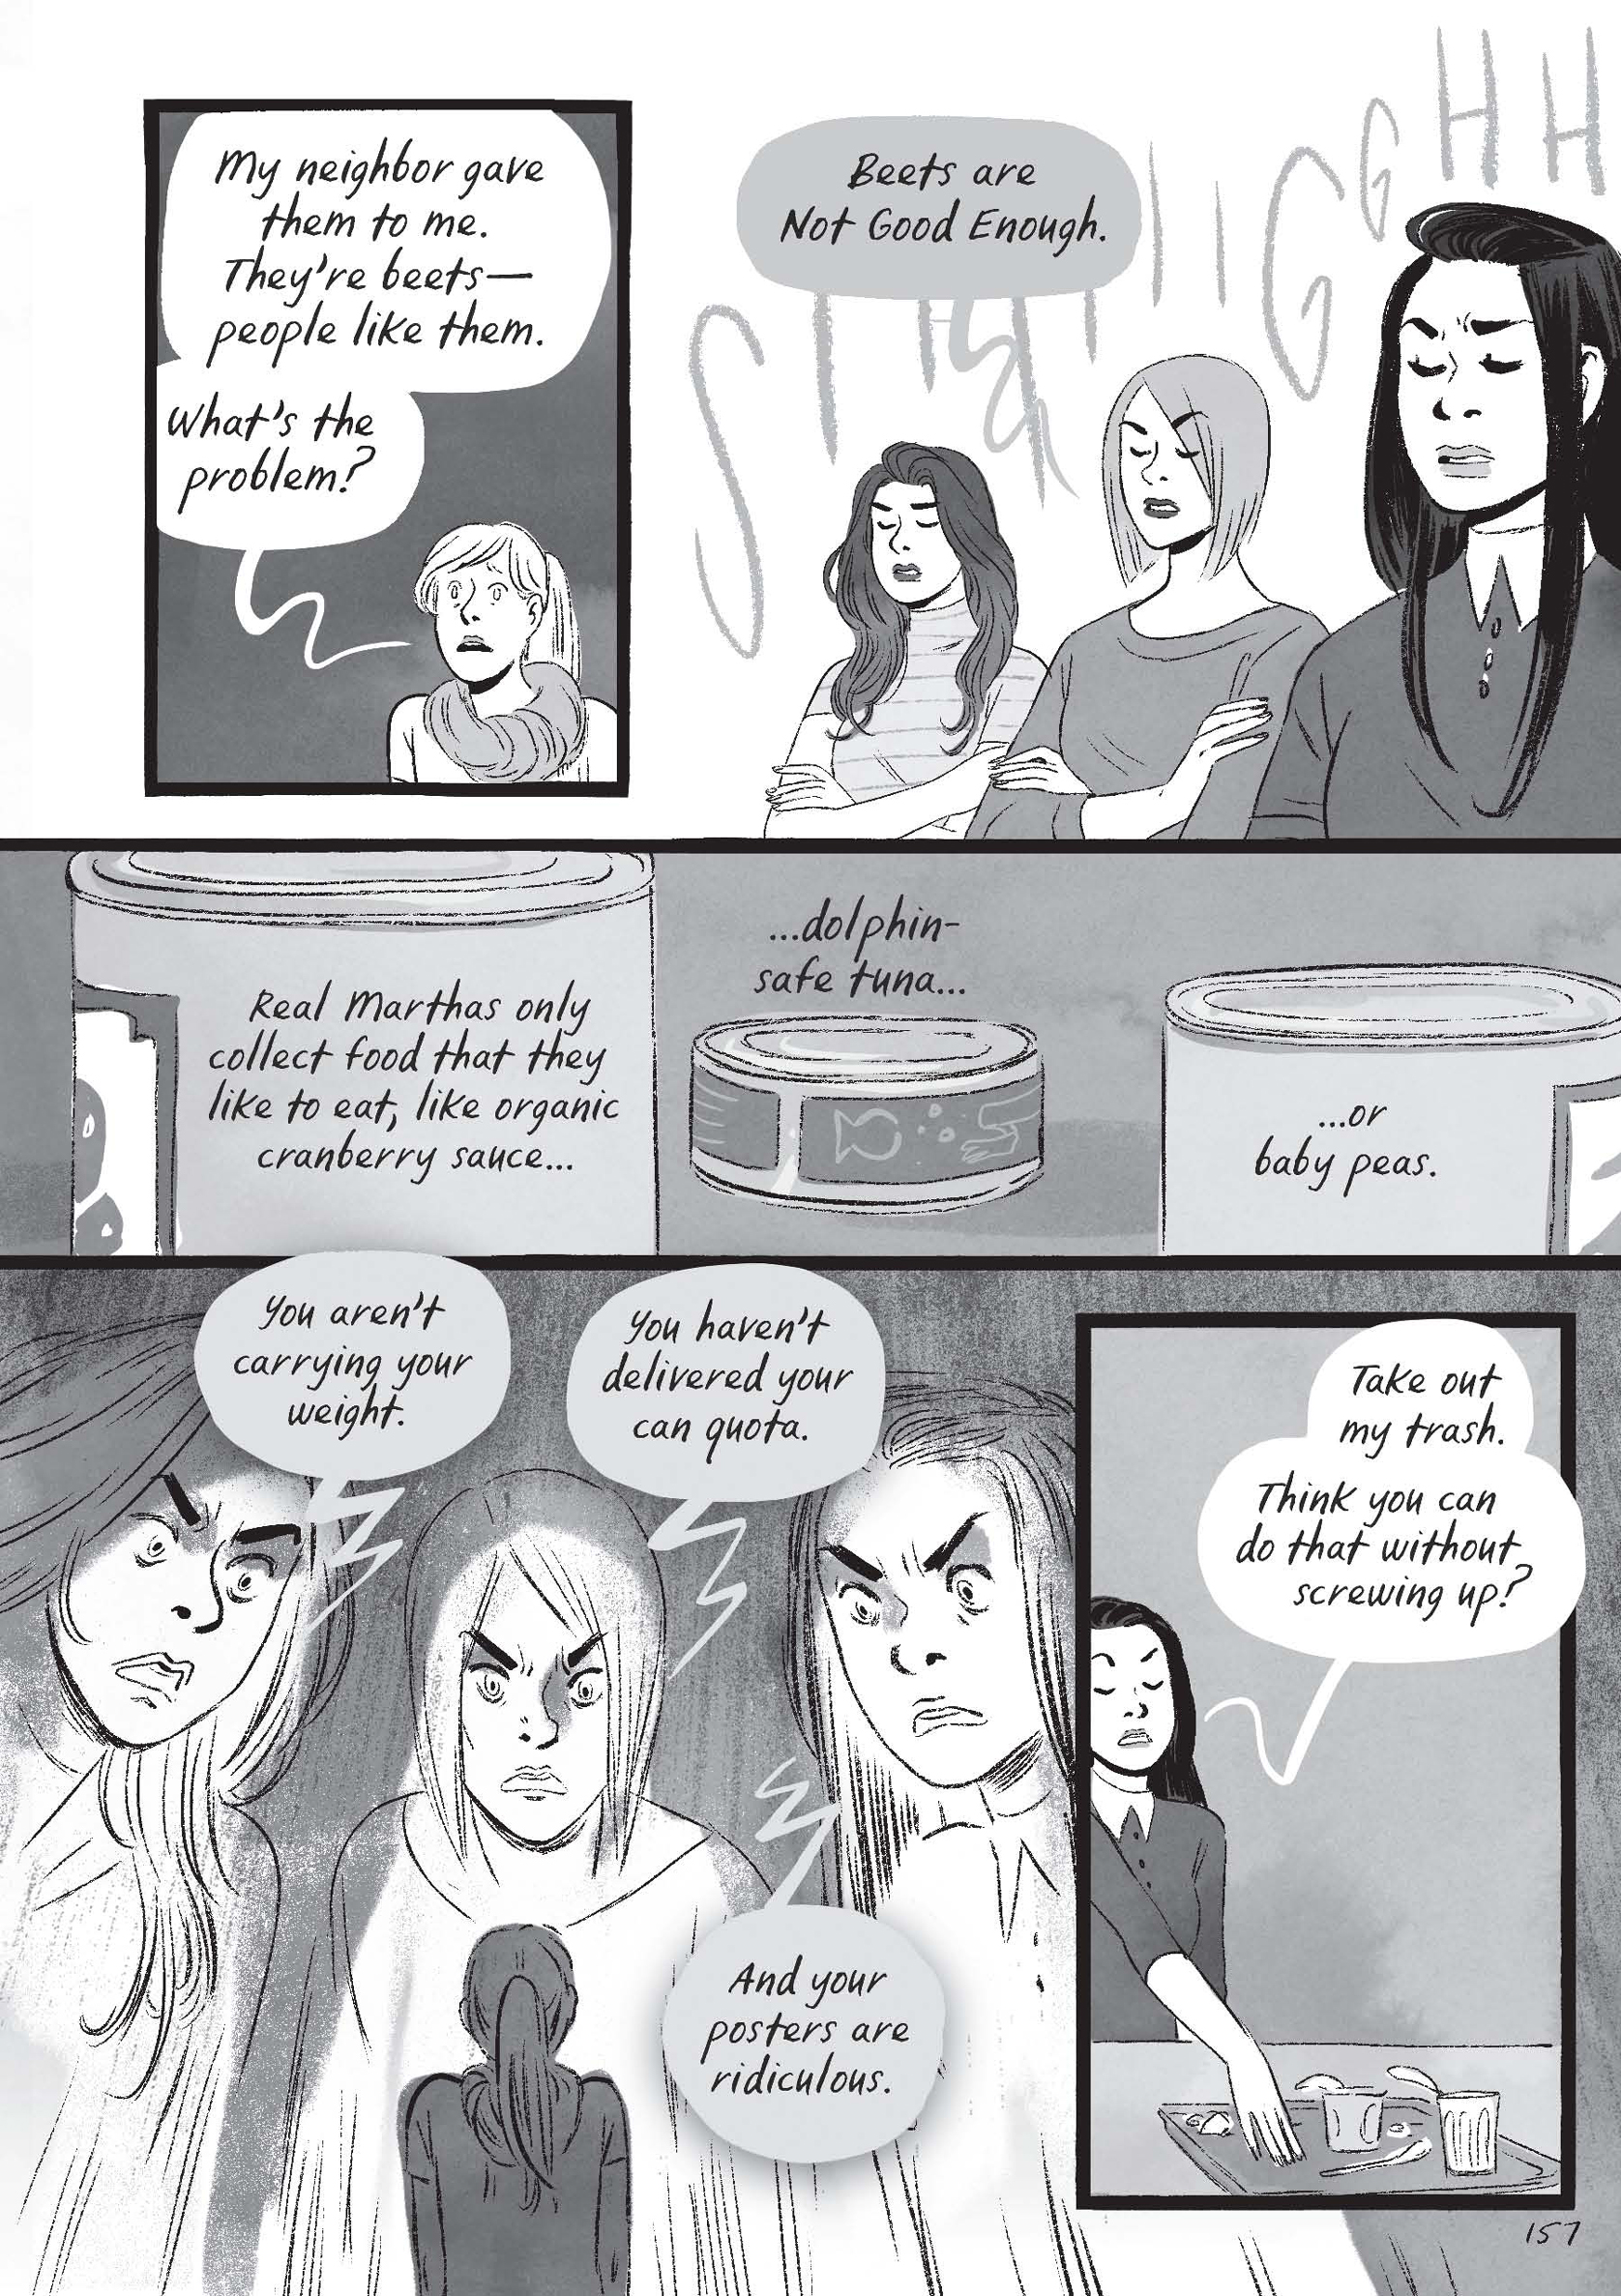 My neighbor gave
them to me.
They're beets—
people like them.
What's the
problem?
Beets are
Not Good Enough.
SIIIIIIGGGHHH
Real Marthas only
collect food that they
like to eat, like organic
cranberry sauce...
...dolphin-
safe tuna...
...or
baby peas.
You aren't
carrying your
weight.
You haven't
delivered your
can quota.
And your
posters are
ridiculous.
Take out
my trash.
Think you can
do that without
screwing up?
157